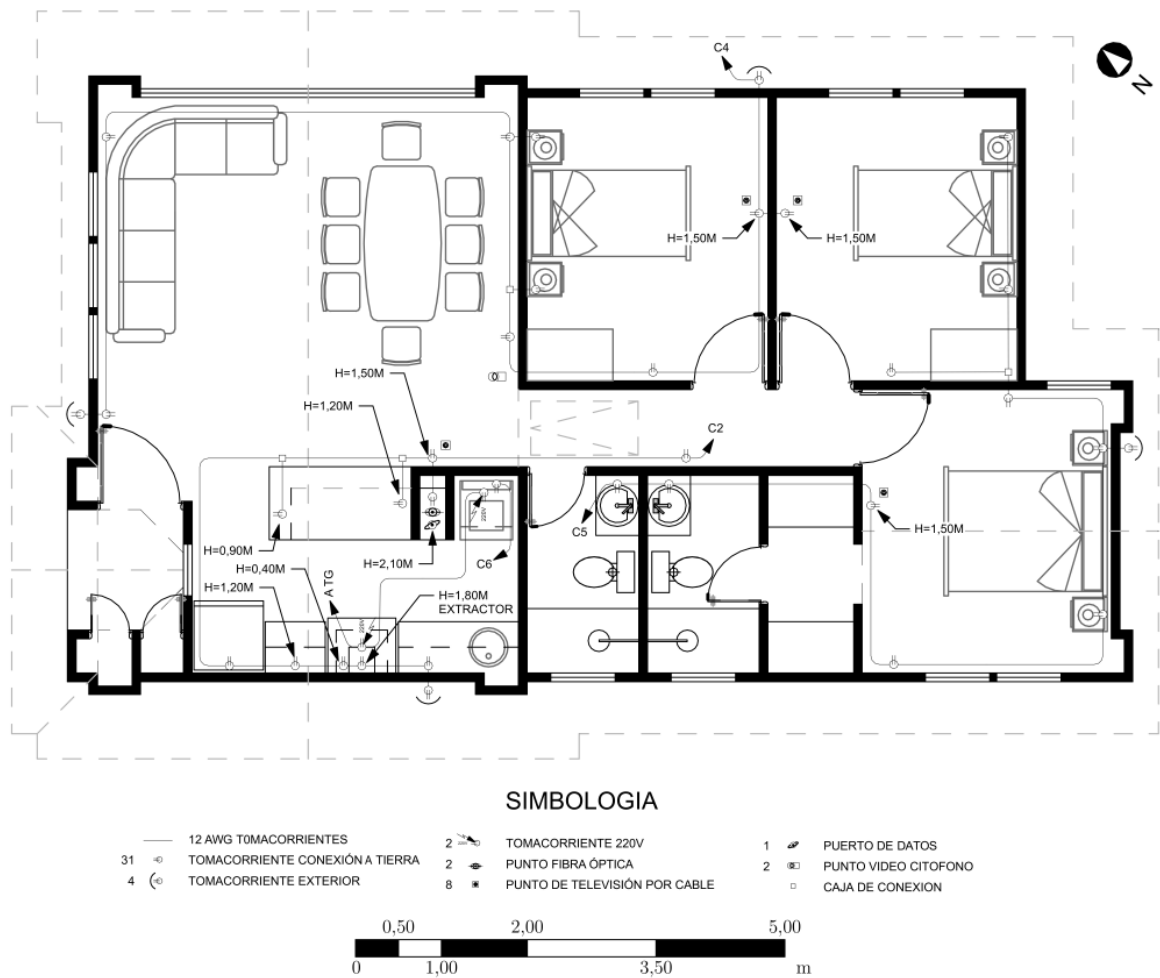 C4
N
H=1,50M
H=1,50M
H=1,50M
H=1,20M
C2
H=1,50M
220V
C5
H=0,90M
H=0,40M
H=2,10M
C6
H=1,20M
A TG
H=1,80M
EXTRACTOR
220V
SIMBOLOGIA
12 AWG T0MACORRIENTES
31 TOMACORRIENTE CONEXIÓN A TIERRA
4 TOMACORRIENTE EXTERIOR
2 TOMACORRIENTE 220V
2 PUNTO FIBRA ÓPTICA
8 PUNTO DE TELEVISIÓN POR CABLE
1 PUERTO DE DATOS
2 PUNTO VIDEO CITOFONO
CAJA DE CONEXION
0,50 2,00 5,00
0 1,00 3,50 m